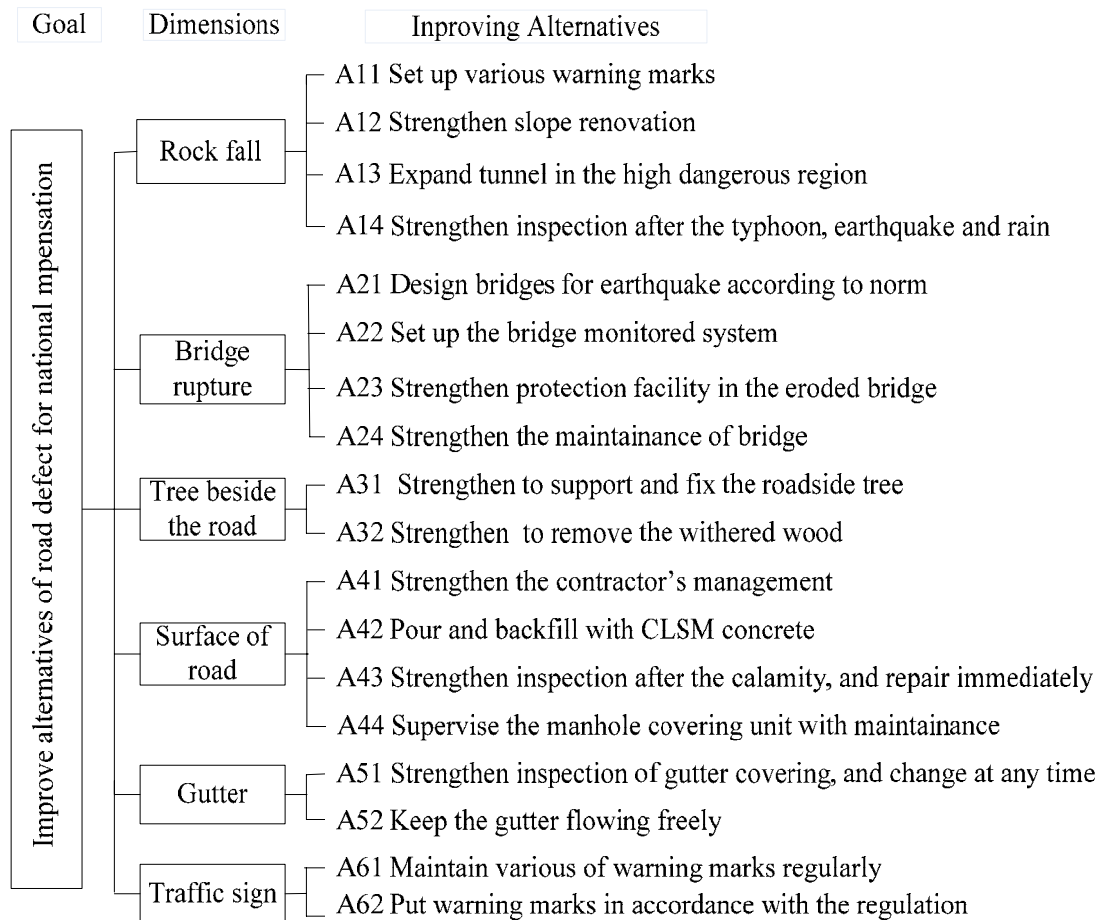 Goal
Dimensions
Inproving Alternatives
Improve alternatives of road defect for national mpensation
Rock fall
A11 Set up various warning marks
A12 Strengthen slope renovation
A13 Expand tunnel in the high dangerous region
A14 Strengthen inspection after the typhoon, earthquake and rain
Bridge
rupture
A21 Design bridges for earthquake according to norm
A22 Set up the bridge monitored system
A23 Strengthen protection facility in the eroded bridge
A24 Strengthen the maintainance of bridge
Tree beside
the road
A31 Strengthen to support and fix the roadside tree
A32 Strengthen to remove the withered wood
Surface of
road
A41 Strengthen the contractor's management
A42 Pour and backfill with CLSM concrete
A43 Strengthen inspection after the calamity, and repair immediately
A44 Supervise the manhole covering unit with maintainance
Gutter
A51 Strengthen inspection of gutter covering, and change at any time
A52 Keep the gutter flowing freely
Traffic sign
A61 Maintain various of warning marks regularly
A62 Put warning marks in accordance with the regulation